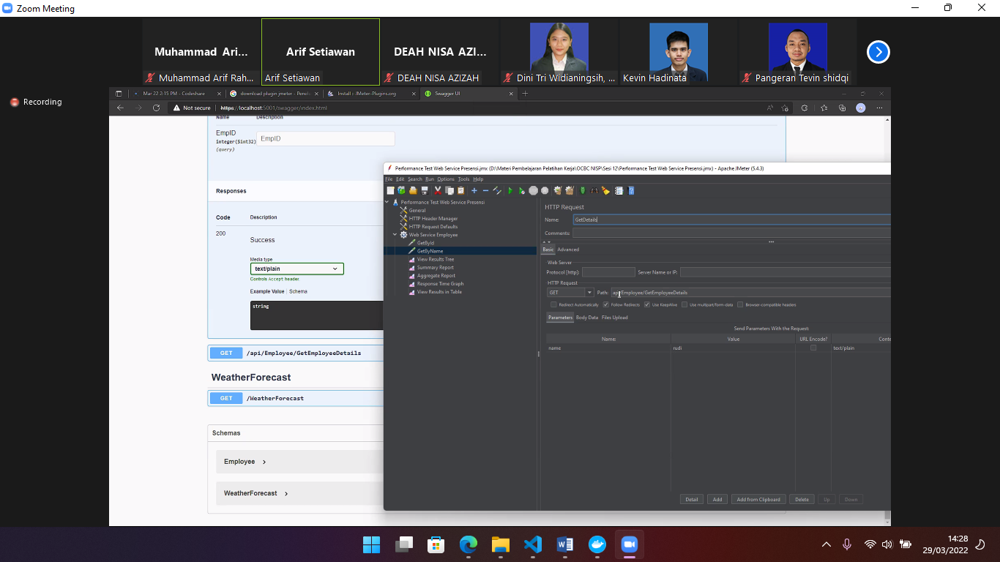 Zoom Meeting
Muhammad Ari...
Arif Setiawan
DEAH NISA AZI...
Muhammad Arif Rah...
Arif Setiawan
DEAH NISA AZIZAH
Dini Tri Widianingsih, ...
Kevin Hadinata
Pangeran Tevin shidqi
Recording
Mar 22 2:15 PM - Codeshare
download plugin jmeter - Penel
Install :: JMeter-Plugins.org
Swagger UI
Not secure
https://localhost:5001/swagger/index.html
Name
Description
EmpID
integer($int32)
(query)
EmpID
Responses
Code
Description
200
Success
Media type
text/plain
Controls Accept header.
Example Value
Schema
string
GET
/api/Employee/GetEmployeeDetails
WeatherForecast
GET
/WeatherForecast
Schemas
Employee
WeatherForecast
Performance Test Web Service Presensi.jmx (D:\Materi Pembelajaran Pelatihan Kerja\OCBC NISP\Sesi 12\Performance Test Web Service Presensi.jmx) - Apache JMeter (5.4.3)
File Edit Search Run Options Tools Help
Performance Test Web Service Presensi
General
HTTP Header Manager
HTTP Request Defaults
Web Service Employee
GetById
GetByName
View Results Tree
Summary Report
Aggregate Report
Response Time Graph
View Results in Table
HTTP Request
Name:
GetDetails
Comments:
Basic
Advanced
Web Server
Protocol [http]:
Server Name or IP:
HTTP Request
GET
Path:
api/Employee/GetEmployeeDetails
Redirect Automatically
Follow Redirects
Use KeepAlive
Use multipart/form-data
Browser-compatible headers
Parameters
Body Data
Files Upload
Send Parameters With the Request:
Name:
Value
URL Encode?
Conte
name
rudi
text/plain
Detail
Add
Add from Clipboard
Delete
Up
Down
14:28
29/03/2022